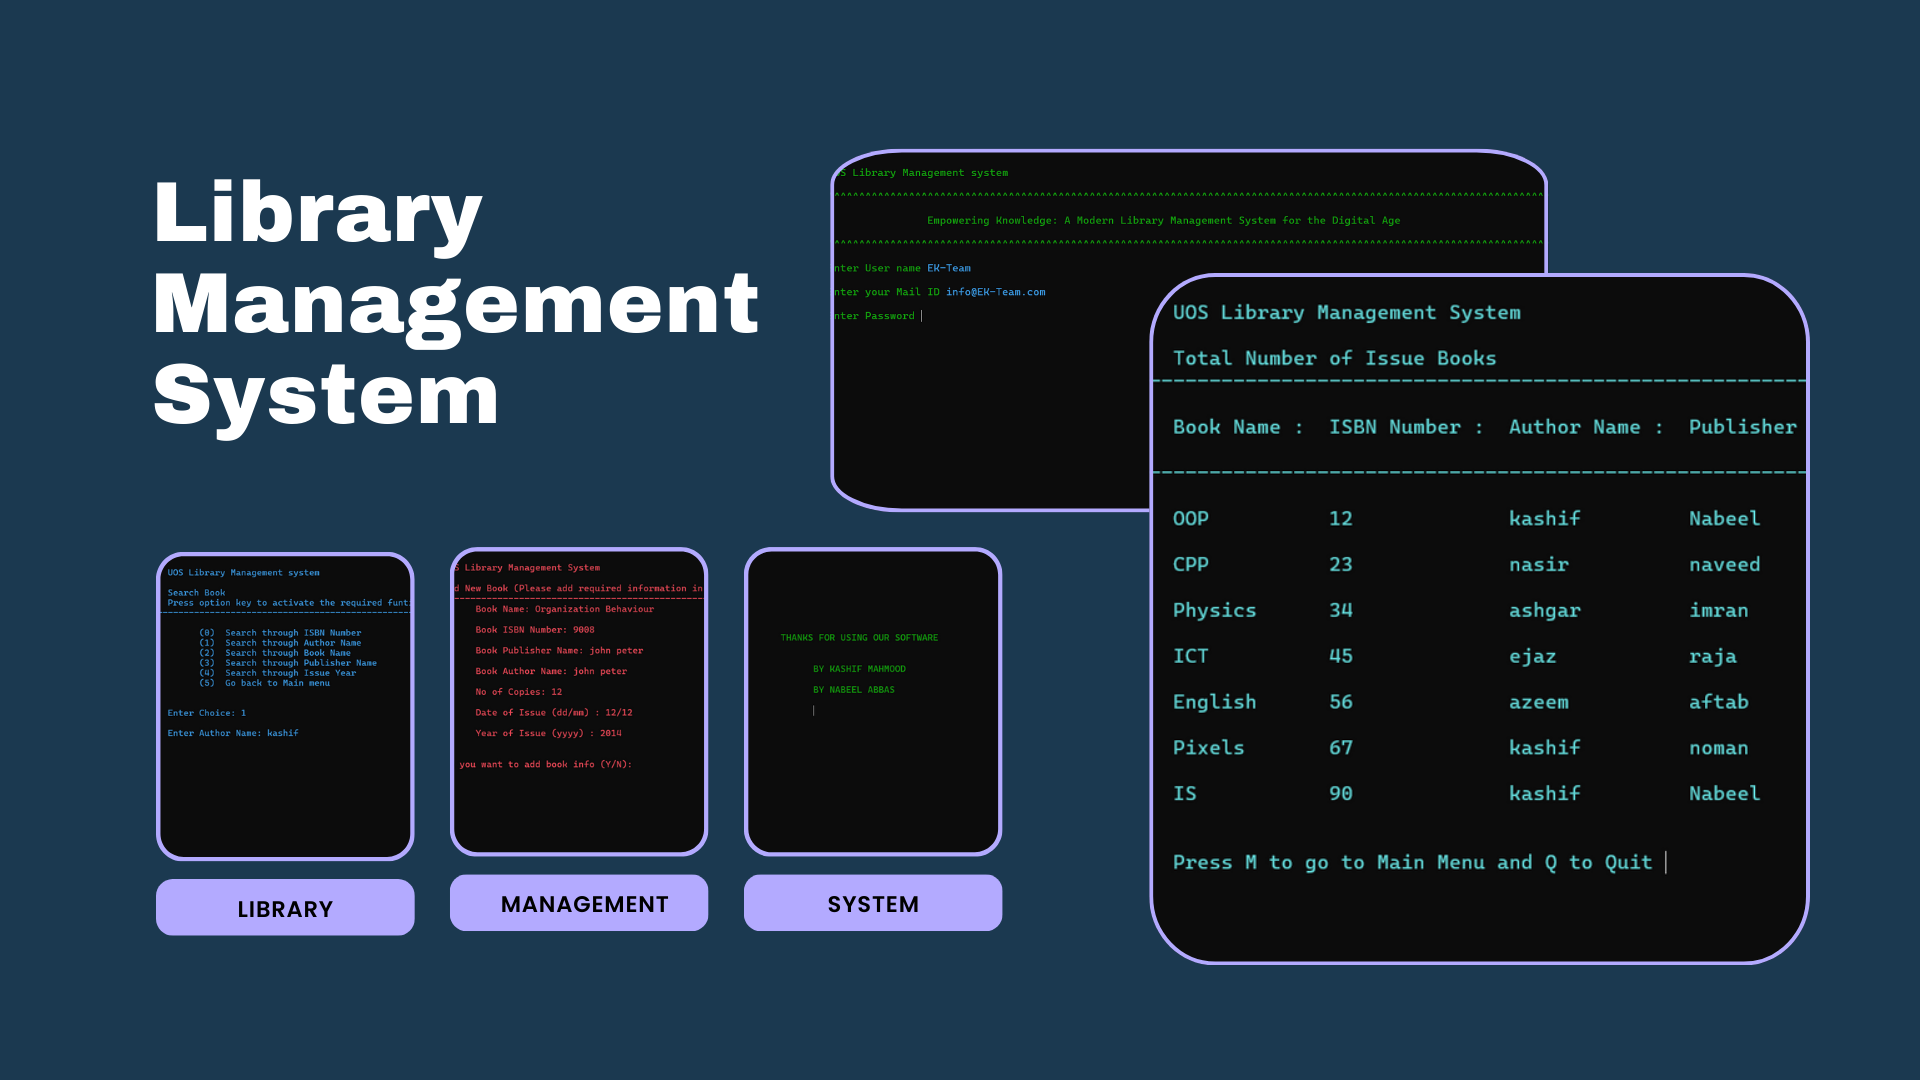 Library
Management
System
S Library Management system
^^^^^^^^^^^^^^^^^^^^^^^^^^^^^^^^^^^^^^^^^^^^^^^^^^^^^^^^^^^^^^^^^^^^^^^^^^^^^^^^^^^^^^^^^^^^^^^^^^^^^^^^^^^^^^^^^^
Empowering Knowledge: A Modern Library Management System for the Digital Age
^^^^^^^^^^^^^^^^^^^^^^^^^^^^^^^^^^^^^^^^^^^^^^^^^^^^^^^^^^^^^^^^^^^^^^^^^^^^^^^^^^^^^^^^^^^^^^^^^^^^^^^^^^^^^^^^^^
nter User name EK-Team
nter your Mail ID info@EK-Team.com
nter Password
UOS Library Management System
Total Number of Issue Books
Book Name : ISBN Number : Author Name : Publisher
OOP 12 kashif Nabeel
CPP 23 nasir naveed
Physics 34 ashgar imran
ICT 45 ejaz raja
English 56 azeem aftab
Pixels 67 kashif noman
IS 90 kashif Nabeel
Press M to go to Main Menu and Q to Quit
UOS Library Management system
Search Book
Press option key to activate the required funt
(0) Search through ISBN Number
(1) Search through Author Name
(2) Search through Book Name
(3) Search through Publisher Name
(4) Search through Issue Year
(5) Go back to Main menu
Enter Choice: 1
Enter Author Name: kashif
LIBRARY
S Library Management System
d New Book (Please add required information in
Book Name: Organization Behaviour
Book ISBN Number: 9008
Book Publisher Name: john peter
Book Author Name: john peter
No of Copies: 12
Date of Issue (dd/mm) : 12/12
Year of Issue (yyyy) : 2014
you want to add book info (Y/N):
MANAGEMENT
THANKS FOR USING OUR SOFTWARE
BY KASHIF MAHMOOD
BY NABEEL ABBAS
SYSTEM